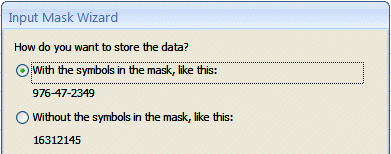 Input Mask Wizard
How do you want to store the data?
With the symbols in the mask, like this:
976-47-2349
Without the symbols in the mask, like this:
16312145